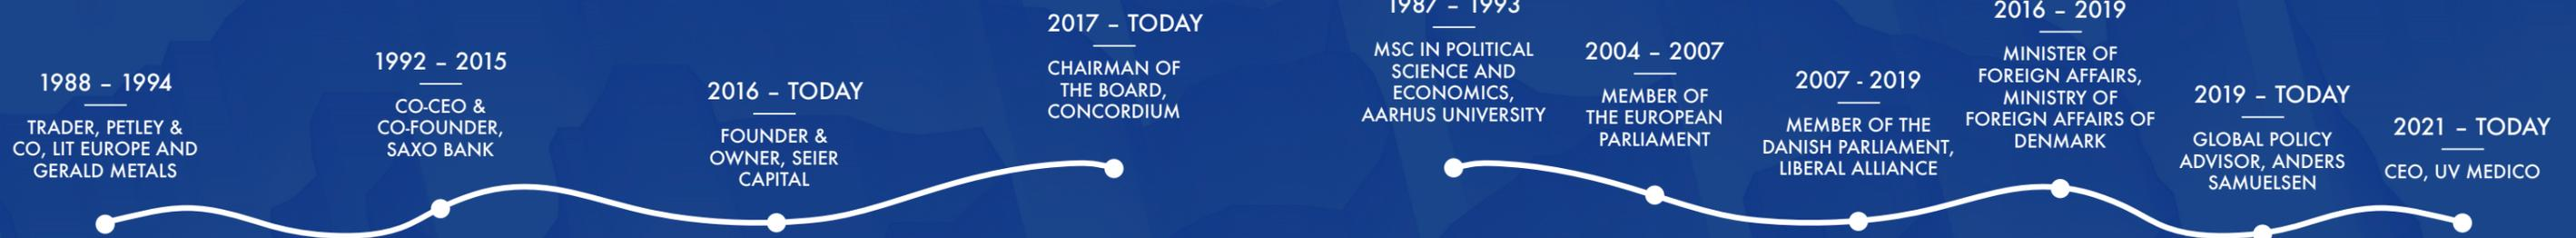 1988 – 1994
TRADER, PETLEY &
CO, LIT EUROPE AND
GERALD METALS
1992 – 2015
CO-CEO &
CO-FOUNDER,
SAXO BANK
2016 – TODAY
FOUNDER &
OWNER, SEIER
CAPITAL
2017 – TODAY
CHAIRMAN OF
THE BOARD,
CONCORDIUM
1987 – 1993
MSC IN POLITICAL
SCIENCE AND
ECONOMICS,
AARHUS UNIVERSITY
2004 – 2007
MEMBER OF
THE EUROPEAN
PARLIAMENT
2007 - 2019
MEMBER OF THE
DANISH PARLIAMENT,
LIBERAL ALLIANCE
2016 – 2019
MINISTER OF
FOREIGN AFFAIRS,
MINISTRY OF
FOREIGN AFFAIRS OF
DENMARK
2019 – TODAY
GLOBAL POLICY
ADVISOR, ANDERS
SAMUELSEN
2021 – TODAY
CEO, UV MEDICO